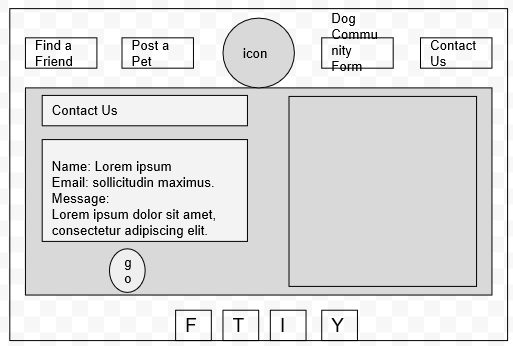 Find a
Friend
Post a
Pet
icon
Dog
Commu
nity
Form
Contact
Us
Contact Us
Name: Lorem ipsum
Email: sollicitudin maximus.
Message:
Lorem ipsum dolor sit amet,
consectetur adipiscing elit.
g
o
F T I Y